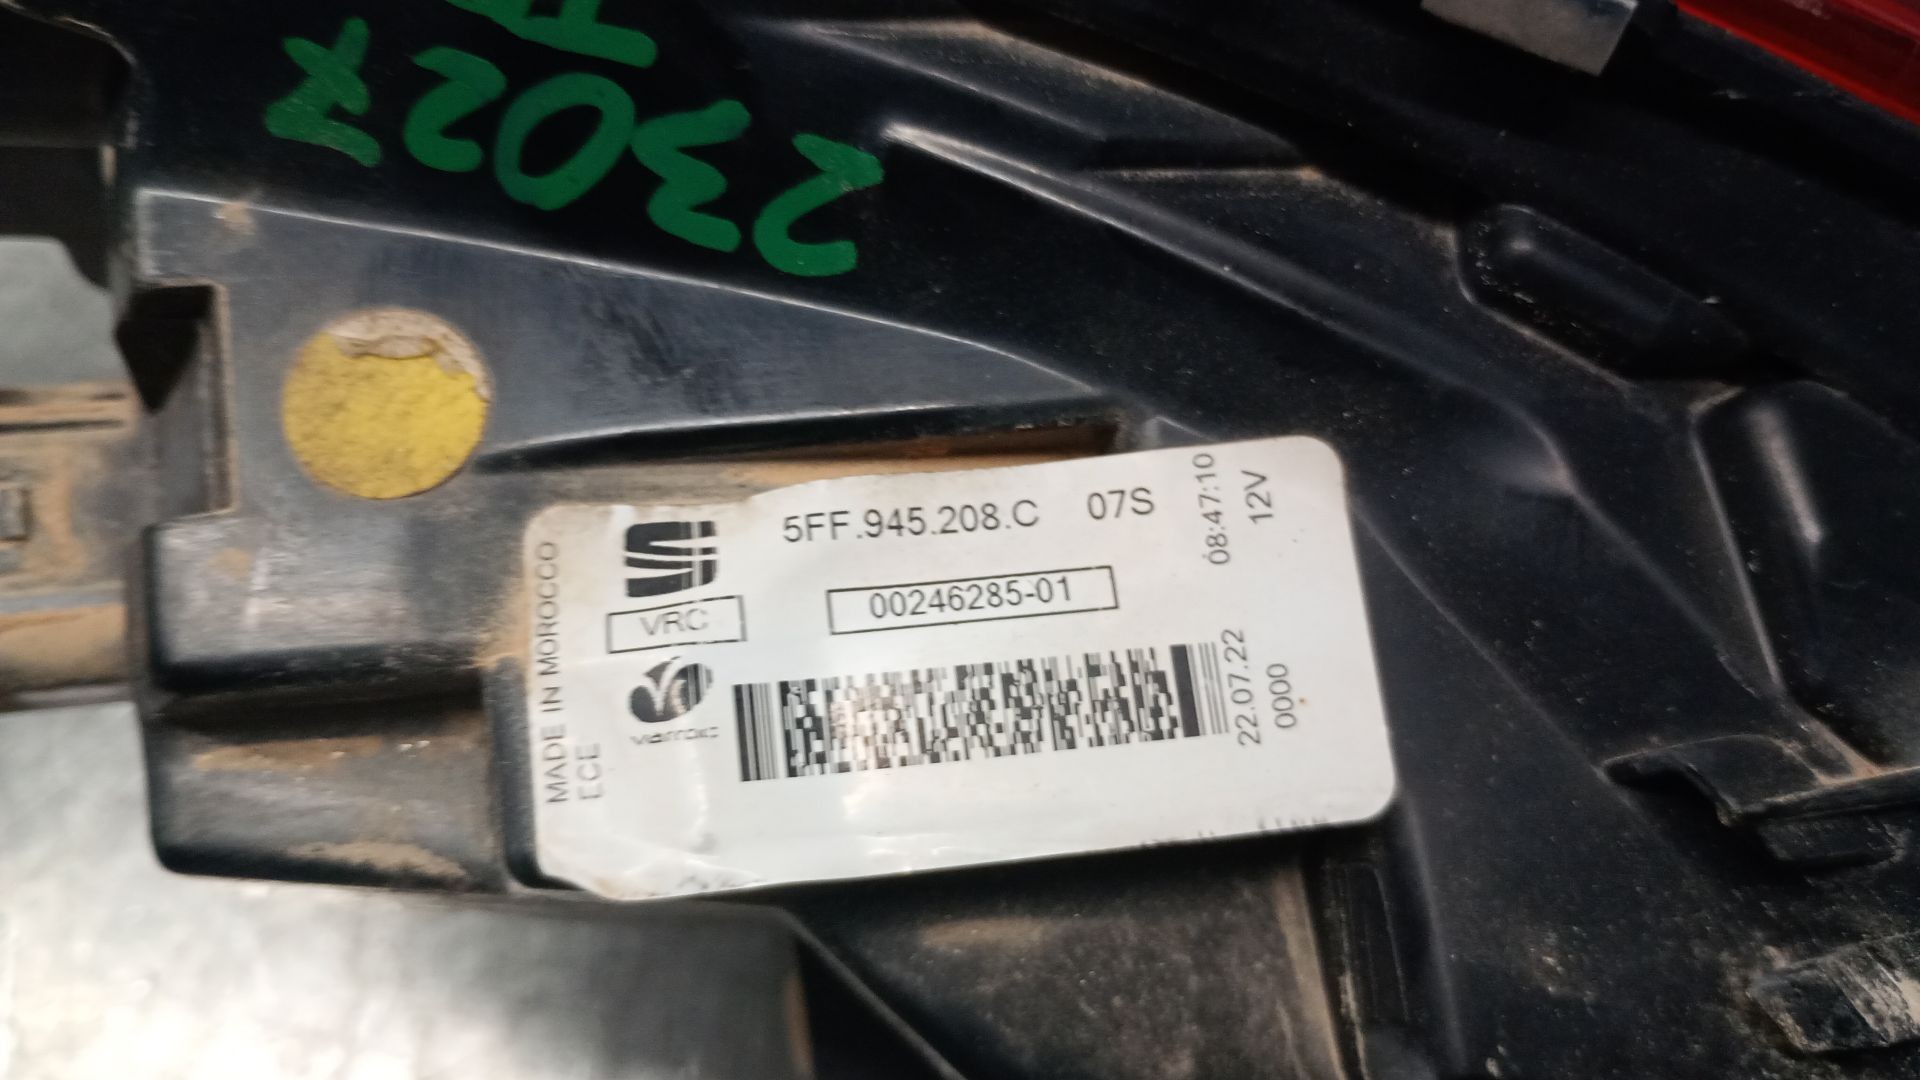 23027
5FF.945.208.C 07S
00246285-01
VRC
varroc
MADE IN MOROCCO
ECE
08:47:10
12V
22.07.22
0000